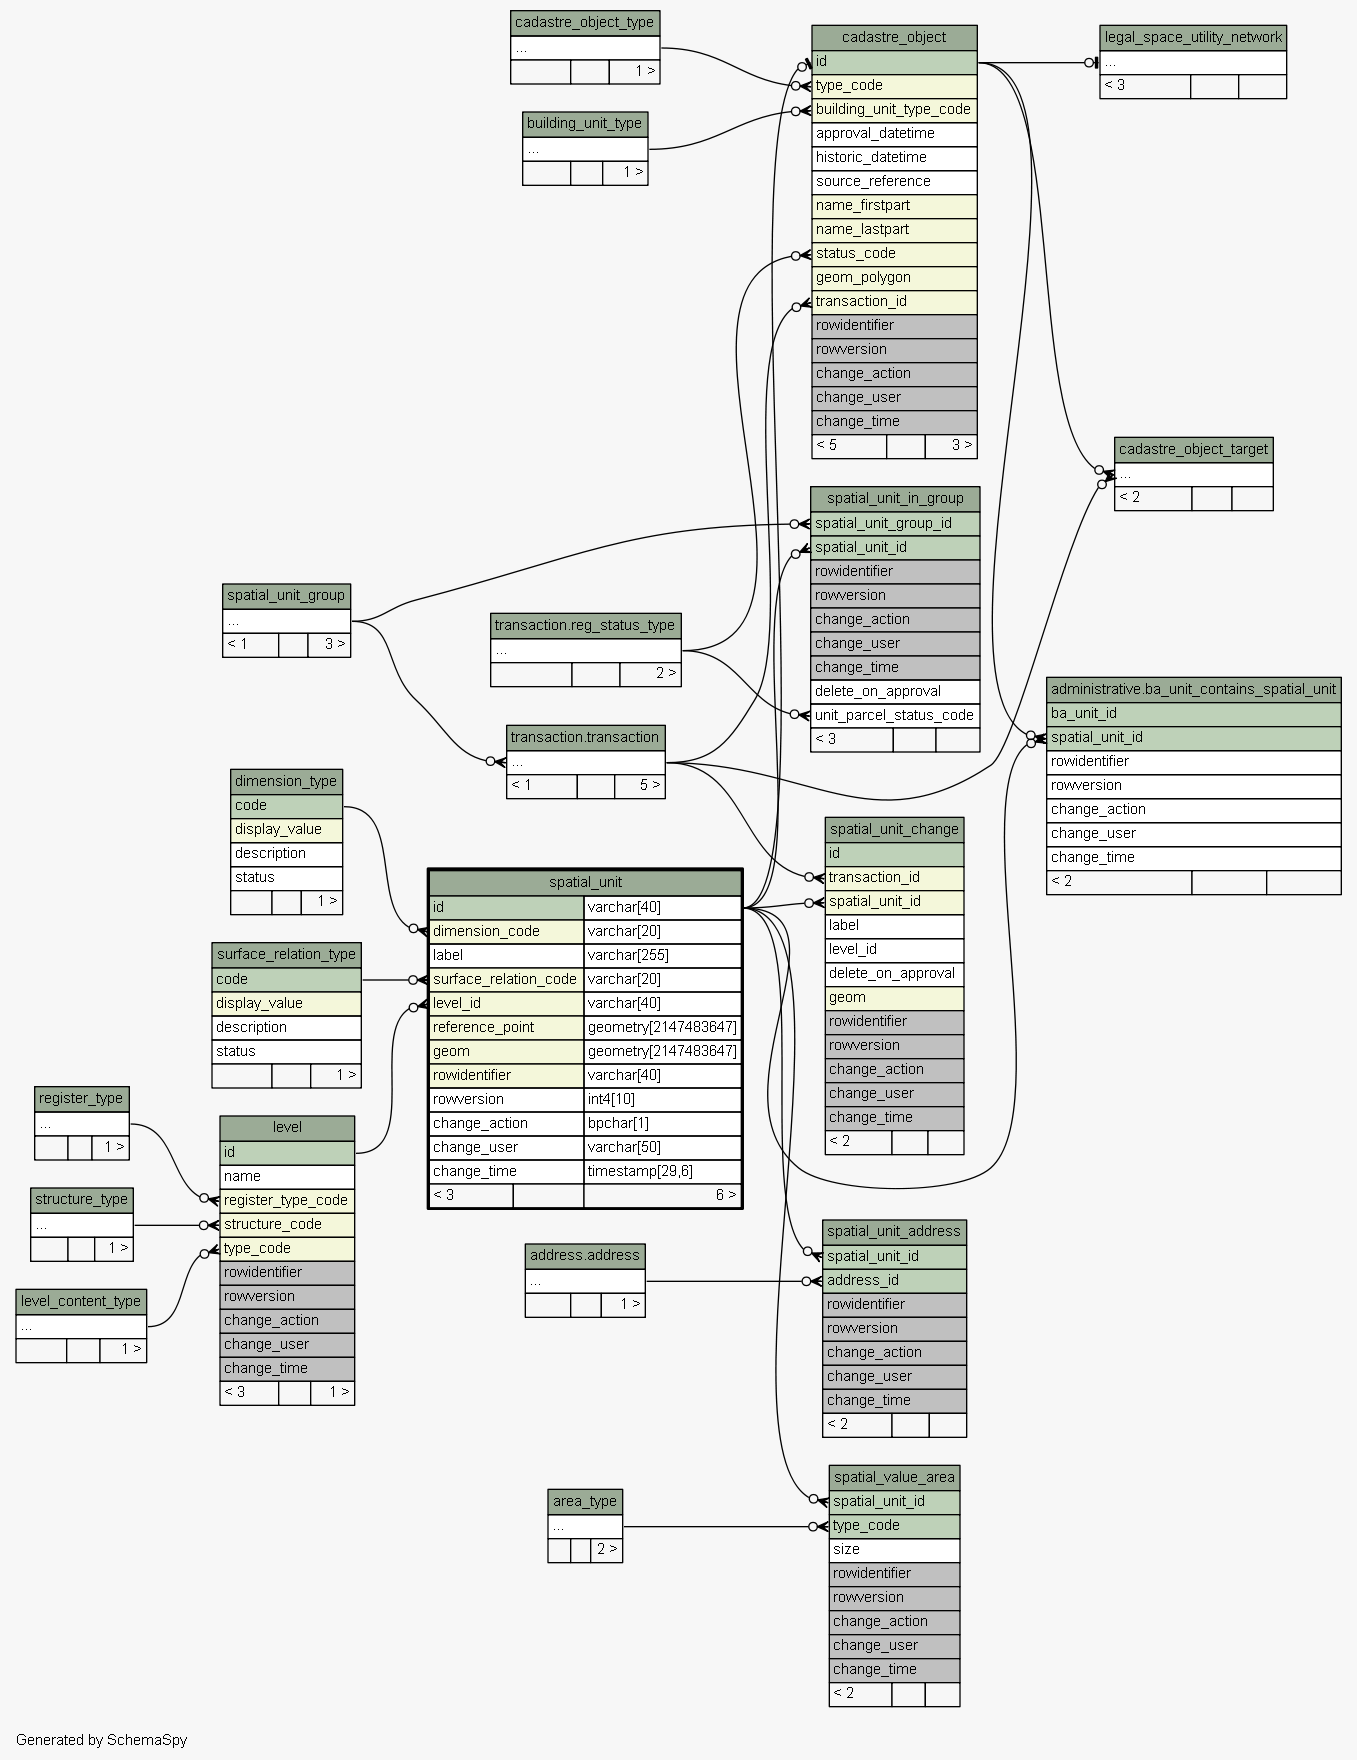 cadastre_object_type
...
1 >
building_unit_type
...
1 >
cadastre_object
id
type_code
building_unit_type_code
approval_datetime
historic_datetime
source_reference
name_firstpart
name_lastpart
status_code
geom_polygon
transaction_id
rowidentifier
rowversion
change_action
change_user
change_time
< 5 3 >
legal_space_utility_network
...
< 3
cadastre_object_target
...
< 2
spatial_unit_in_group
spatial_unit_group_id
spatial_unit_id
rowidentifier
rowversion
change_action
change_user
change_time
delete_on_approval
unit_parcel_status_code
< 3
spatial_unit_group
...
< 1 3 >
transaction.reg_status_type
...
2 >
transaction.transaction
...
< 1 5 >
administrative.ba_unit_contains_spatial_unit
ba_unit_id
spatial_unit_id
rowidentifier
rowversion
change_action
change_user
change_time
< 2
dimension_type
code
display_value
description
status
1 >
spatial_unit_change
id
transaction_id
spatial_unit_id
label
level_id
delete_on_approval
geom
rowidentifier
rowversion
change_action
change_user
change_time
< 2
spatial_unit
id varchar[40]
dimension_code varchar[20]
label varchar[255]
surface_relation_code varchar[20]
level_id varchar[40]
reference_point geometry[2147483647]
geom geometry[2147483647]
rowidentifier varchar[40]
rowversion int4[10]
change_action bpchar[1]
change_user varchar[50]
change_time timestamp[29,6]
< 3 6 >
surface_relation_type
code
display_value
description
status
1 >
register_type
...
1 >
structure_type
...
1 >
level_content_type
...
1 >
level
id
name
register_type_code
structure_code
type_code
rowidentifier
rowversion
change_action
change_user
change_time
< 3 1 >
address.address
...
1 >
spatial_unit_address
spatial_unit_id
address_id
rowidentifier
rowversion
change_action
change_user
change_time
< 2
area_type
...
2 >
spatial_value_area
spatial_unit_id
type_code
size
rowidentifier
rowversion
change_action
change_user
change_time
< 2
Generated by SchemaSpy